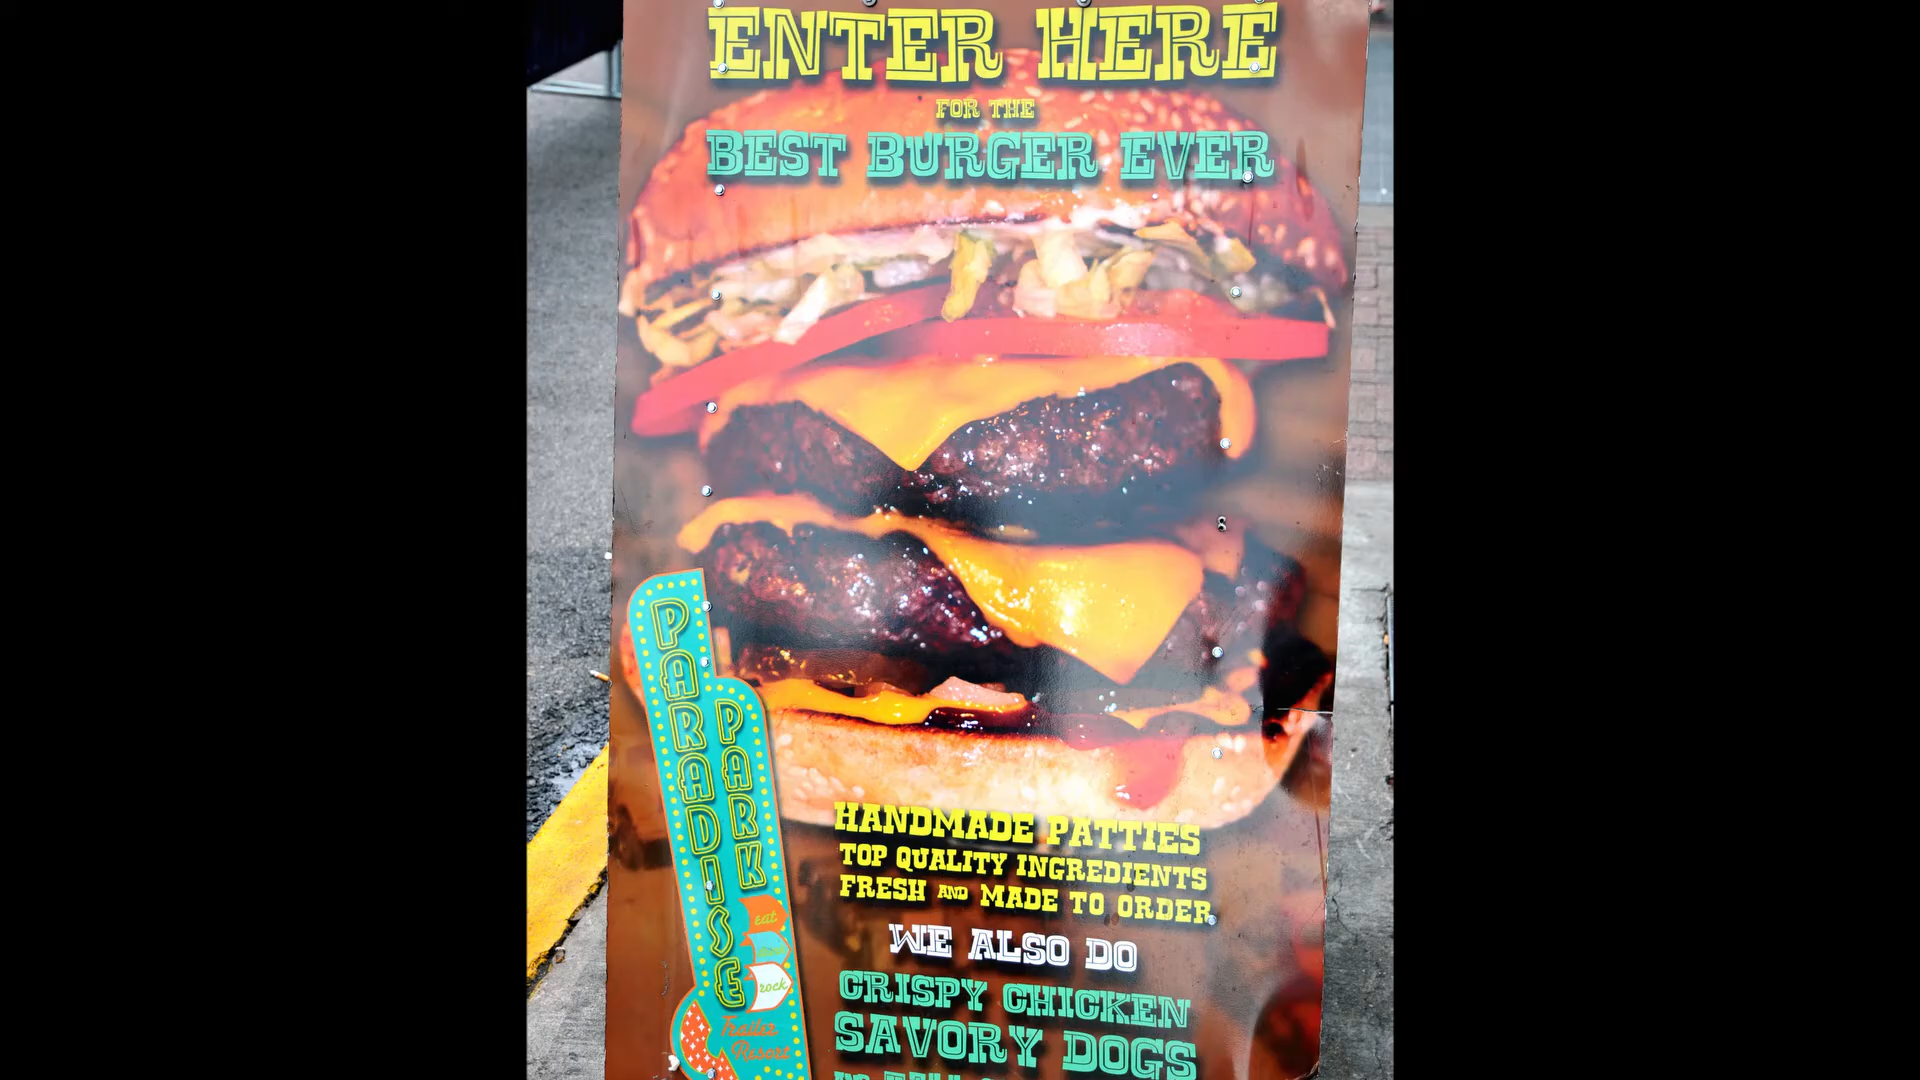 ENTER HERE
FOR THE
BEST BURGER EVER
PARADISE
PARK
eat
rock
Trailer
Resort
HANDMADE PATTIES
TOP QUALITY INGREDIENTS
FRESH AND MADE TO ORDER
WE ALSO DO
CRISPY CHICKEN
SAVORY DOGS